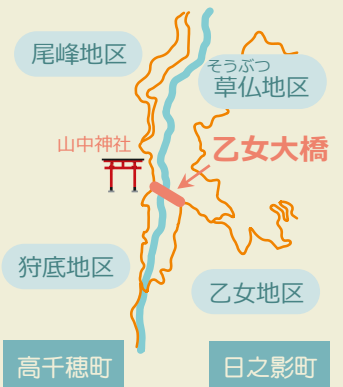 尾峰地区
そうぶつ
草仏地区
山中神社
乙女大橋
狩底地区
乙女地区
高千穂町
日之影町